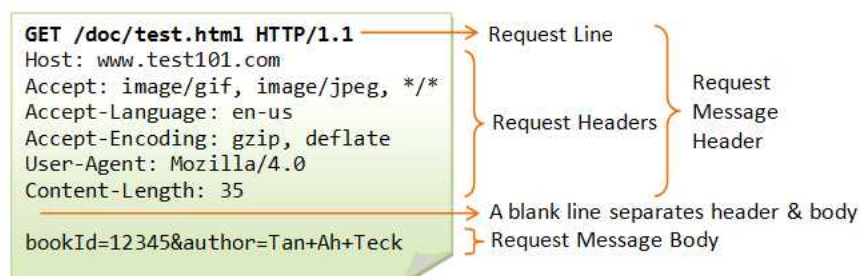 GET /doc/test.html HTTP/1.1
Host: www.test101.com
Accept: image/gif, image/jpeg, */*
Accept-Language: en-us
Accept-Encoding: gzip, deflate
User-Agent: Mozilla/4.0
Content-Length: 35
bookId=12345&author=Tan+Ah+Teck
Request Line
Request Headers
Request
Message
Header
A blank line separates header & body
Request Message Body